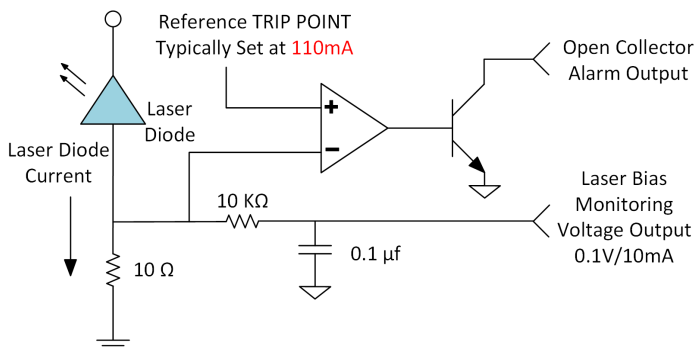 Reference TRIP POINT
Typically Set at 110mA
Open Collector
Alarm Output
+
−
Laser
Diode
Laser Diode
Current
10 KΩ
Laser Bias
Monitoring
Voltage Output
0.1V/10mA
0.1 µf
10 Ω